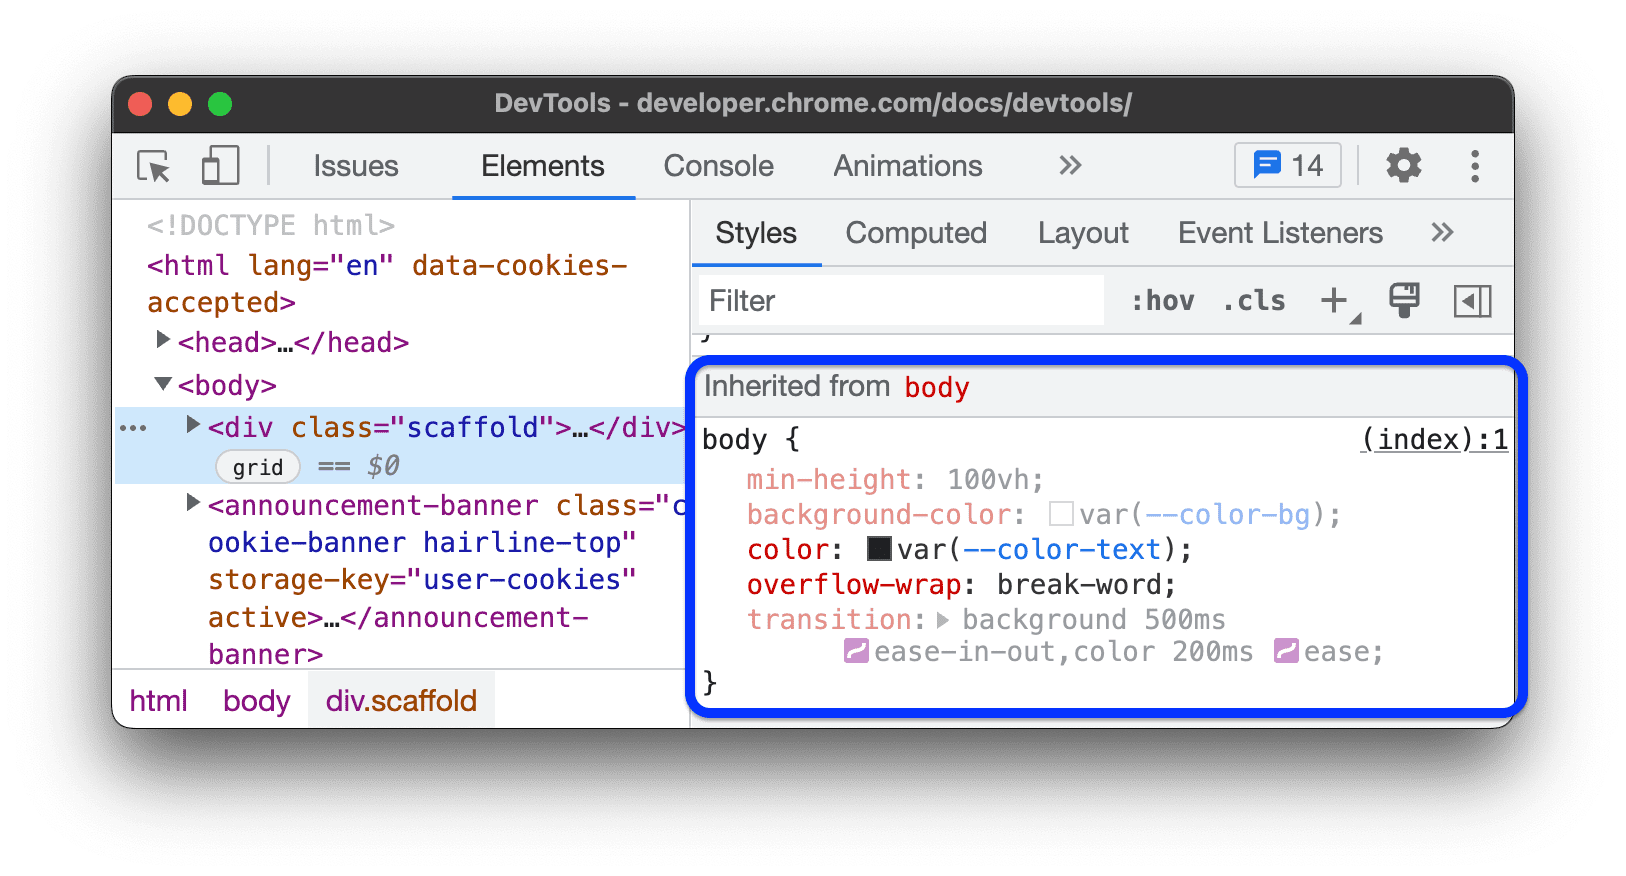 DevTools - developer.chrome.com/docs/devtools/
Issues Elements Console Animations » 14
<!DOCTYPE html>
<html lang="en" data-cookies-
accepted>
<head>…</head>
<body>
<div class="scaffold">…</div>
grid == $0
<announcement-banner class="c
ookie-banner hairline-top"
storage-key="user-cookies"
active>…</announcement-
banner>
html body div.scaffold
Styles Computed Layout Event Listeners »
Filter :hov .cls +
}
Inherited from body
body { (index):1
min-height: 100vh;
background-color: var(--color-bg);
color: var(--color-text);
overflow-wrap: break-word;
transition: background 500ms
ease-in-out,color 200ms ease;
}